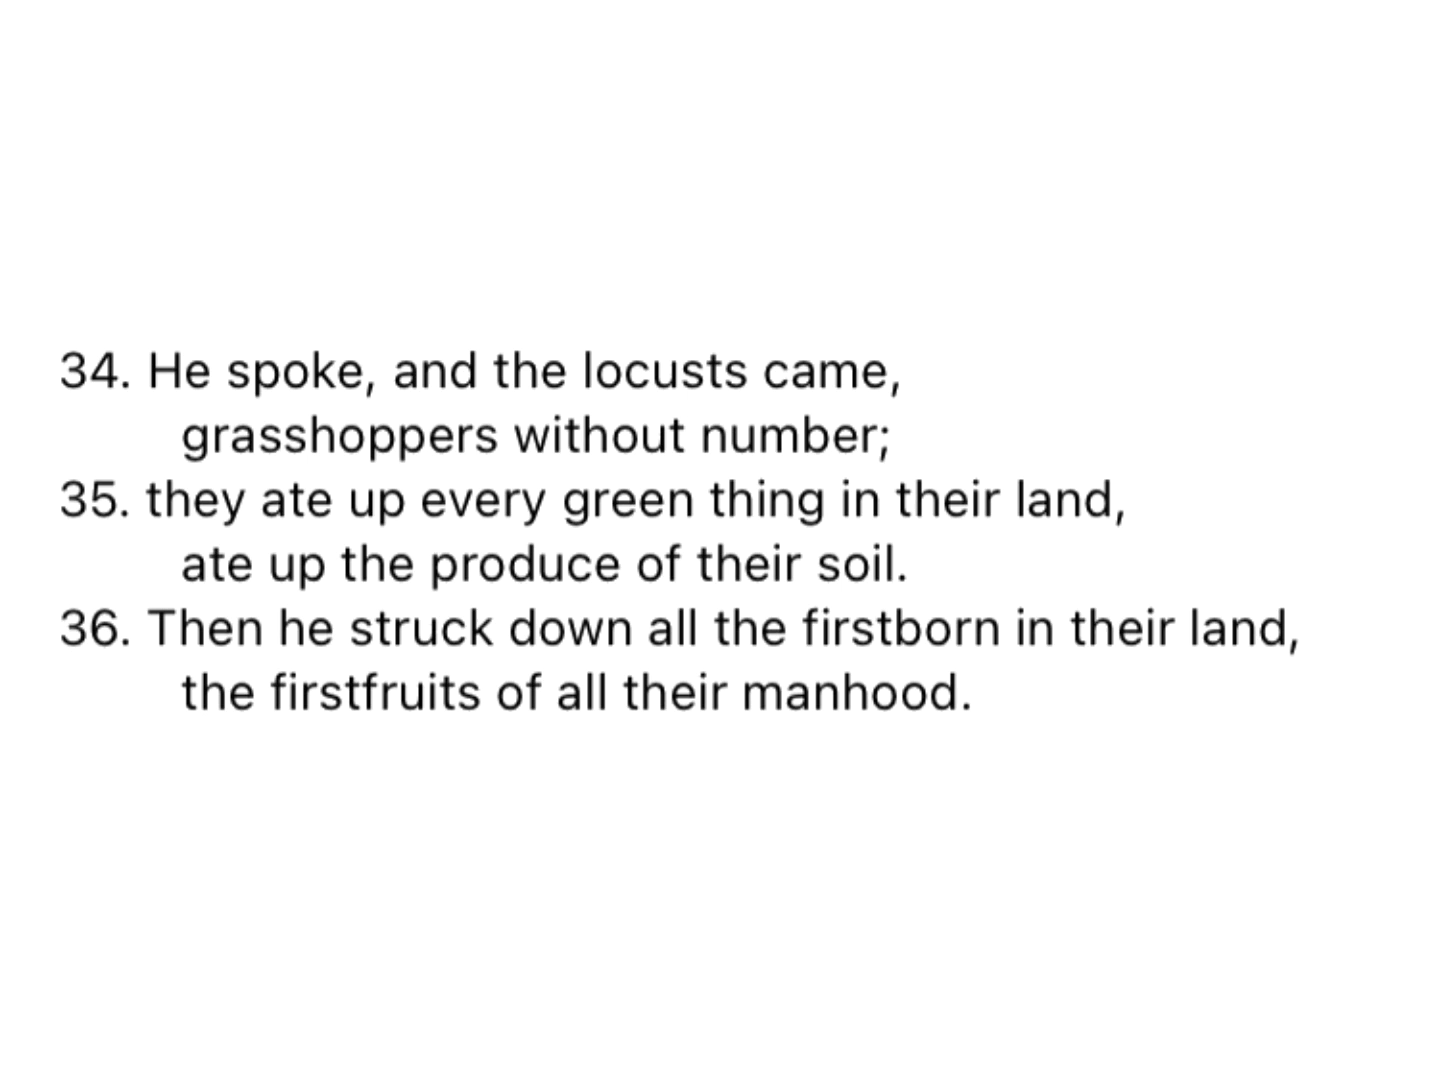 34. He spoke, and the locusts came,
grasshoppers without number;
35. they ate up every green thing in their land,
ate up the produce of their soil.
36. Then he struck down all the firstborn in their land,
the firstfruits of all their manhood.